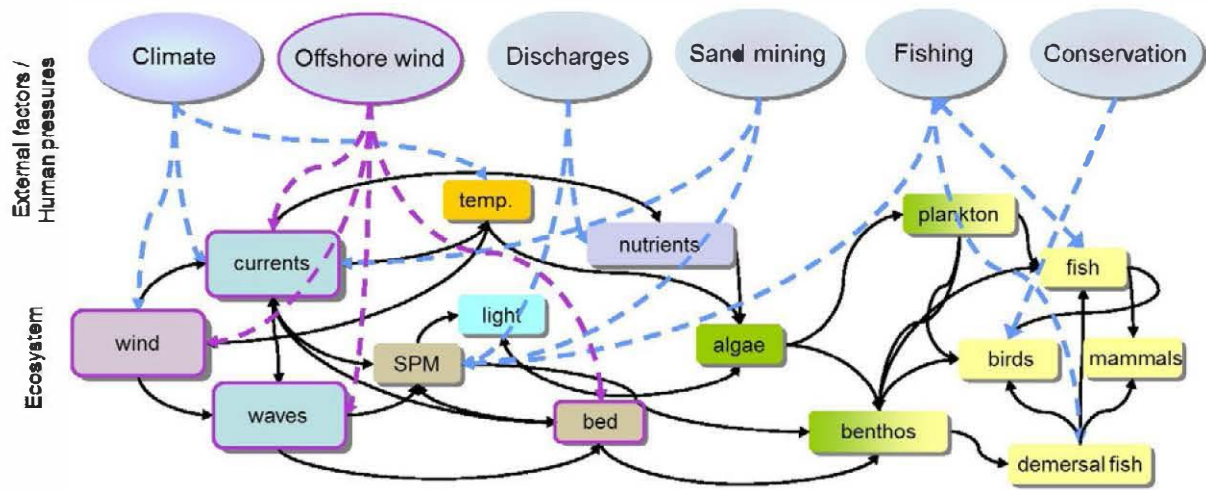 External factors /
Human pressures
Climate
Offshore wind
Discharges
Sand mining
Fishing
Conservation
Ecosystem
temp.
plankton
nutrients
currents
fish
light
wind
algae
SPM
birds
mammals
waves
bed
benthos
demersal fish